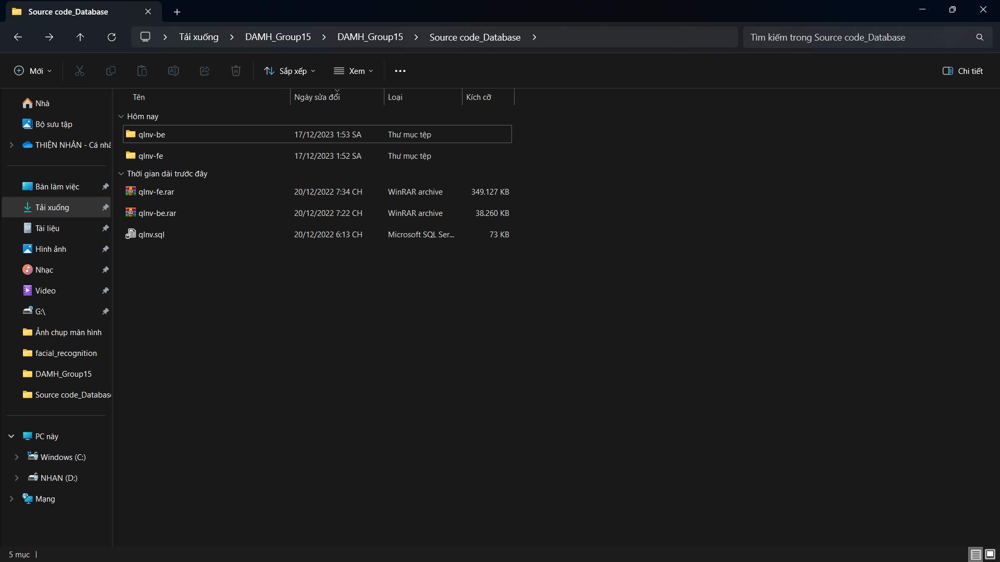 Source code_Database
Tải xuống
DAMH_Group15
DAMH_Group15
Source code_Database
Tìm kiếm trong Source code_Database
Mới
Sắp xếp
Xem
Chi tiết
Nhà
Bộ sưu tập
THIỆN NHÂN - Cá nhâ
Bàn làm việc
Tải xuống
Tài liệu
Hình ảnh
Nhạc
Video
G:\
Ảnh chụp màn hình
facial_recognition
DAMH_Group15
Source code_Databas
PC này
Windows (C:)
NHAN (D:)
Mạng
Tên Ngày sửa đổi Loại Kích cỡ
Hôm nay
qlnv-be 17/12/2023 1:53 SA Thư mục tệp
qlnv-fe 17/12/2023 1:52 SA Thư mục tệp
Thời gian dài trước đây
qlnv-fe.rar 20/12/2022 7:34 CH WinRAR archive 349.127 KB
qlnv-be.rar 20/12/2022 7:22 CH WinRAR archive 38.260 KB
qlnv.sql 20/12/2022 6:13 CH Microsoft SQL Ser... 73 KB
5 mục